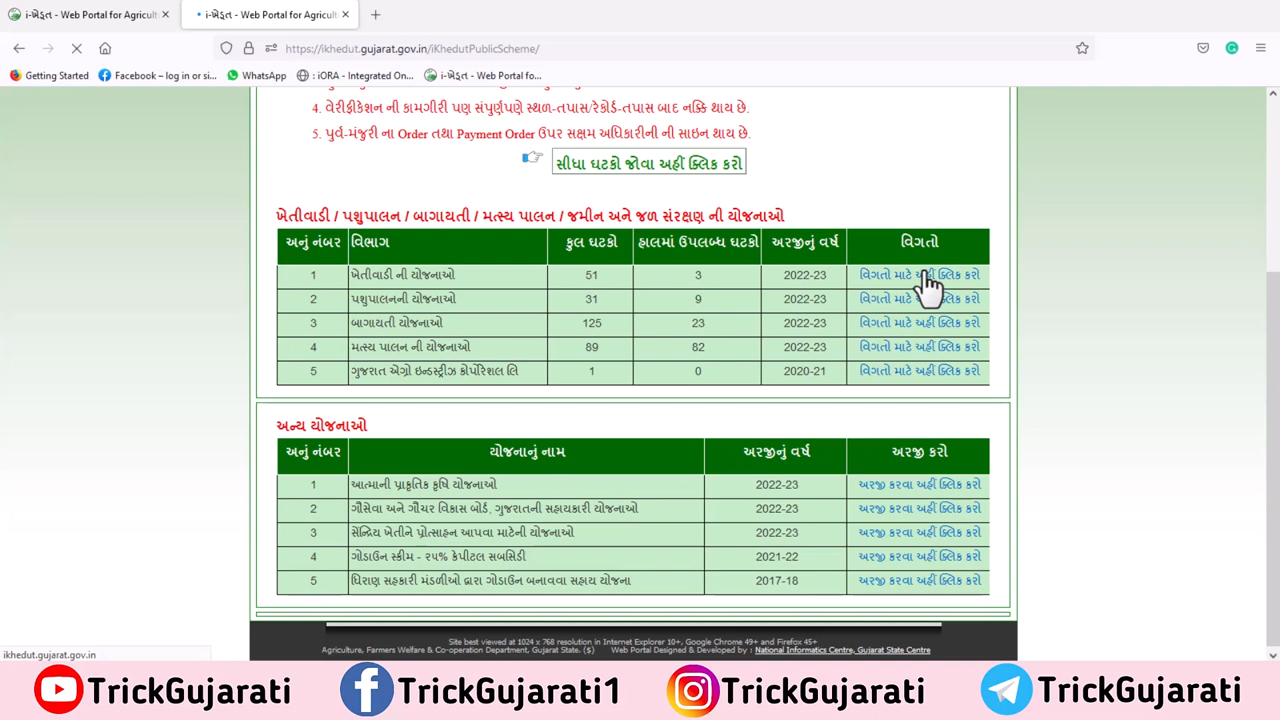 i-ખેડૂત - Web Portal for Agricult
i-ખેડૂત - Web Portal for Agricult
https://ikhedut.gujarat.gov.in/iKhedutPublicScheme/
Getting Started Facebook – log in or si... WhatsApp : iORA - Integrated On... i-ખેડૂત - Web Portal fo...
4. વેરીફીકેશન ની કામગીરી પણ સંપુર્ણપણે સ્થળ-તપાસ/રેકોર્ડ-તપાસ બાદ નક્કિ થાય છે.
5. પુર્વ-મંજુરી ના Order તથા Payment Order ઉપર સક્ષમ અધિકારીની ની સાઇન થાય છે.
સીધા ઘટકો જોવા અહીં ક્લિક કરો
ખેતીવાડી / પશુપાલન / બાગાયતી / મત્સ્ય પાલન / જમીન અને જળ સંરક્ષણ ની યોજનાઓ
અનું નંબર વિભાગ કુલ ઘટકો હાલમાં ઉપલબ્ધ ઘટકો અરજીનું વર્ષ વિગતો
1 ખેતીવાડી ની યોજનાઓ 51 3 2022-23 વિગતો માટે અહીં ક્લિક કરો
2 પશુપાલનની યોજનાઓ 31 9 2022-23 વિગતો માટે અહીં ક્લિક કરો
3 બાગાયતી યોજનાઓ 125 23 2022-23 વિગતો માટે અહીં ક્લિક કરો
4 મત્સ્ય પાલન ની યોજનાઓ 89 82 2022-23 વિગતો માટે અહીં ક્લિક કરો
5 ગુજરાત એગ્રો ઇન્ડસ્ટ્રીઝ કોર્પોરેશલ લિ 1 0 2020-21 વિગતો માટે અહીં ક્લિક કરો
અન્ય યોજનાઓ
અનું નંબર યોજનાનું નામ અરજીનું વર્ષ અરજી કરો
1 આત્માની પ્રાકૃતિક કૃષિ યોજનાઓ 2022-23 અરજી કરવા અહીં ક્લિક કરો
2 ગૌસેવા અને ગૌચર વિકાસ બોર્ડ, ગુજરાતની સહાયકારી યોજનાઓ 2022-23 અરજી કરવા અહીં ક્લિક કરો
3 સેંન્દ્રિય ખેતીને પ્રોત્સાહન આપવા માટેની યોજનાઓ 2022-23 અરજી કરવા અહીં ક્લિક કરો
4 ગોડાઉન સ્કીમ - ૨૫% કેપીટલ સબસિડી 2021-22 અરજી કરવા અહીં ક્લિક કરો
5 ધિરાણ સહકારી મંડળીઓ દ્વારા ગોડાઉન બનાવવા સહાય યોજના 2017-18 અરજી કરવા અહીં ક્લિક કરો
Site best viewed at 1024 x 768 resolution in Internet Explorer 10+, Google Chrome 49+ and Firefox 45+
Agriculture, Farmers Welfare & Co-operation Department, Gujarat State. ($) Web Portal Designed & Developed by : National Informatics Centre, Gujarat State Centre
ikhedut.gujarat.gov.in
TrickGujarati TrickGujarati1 TrickGujarati TrickGujarati